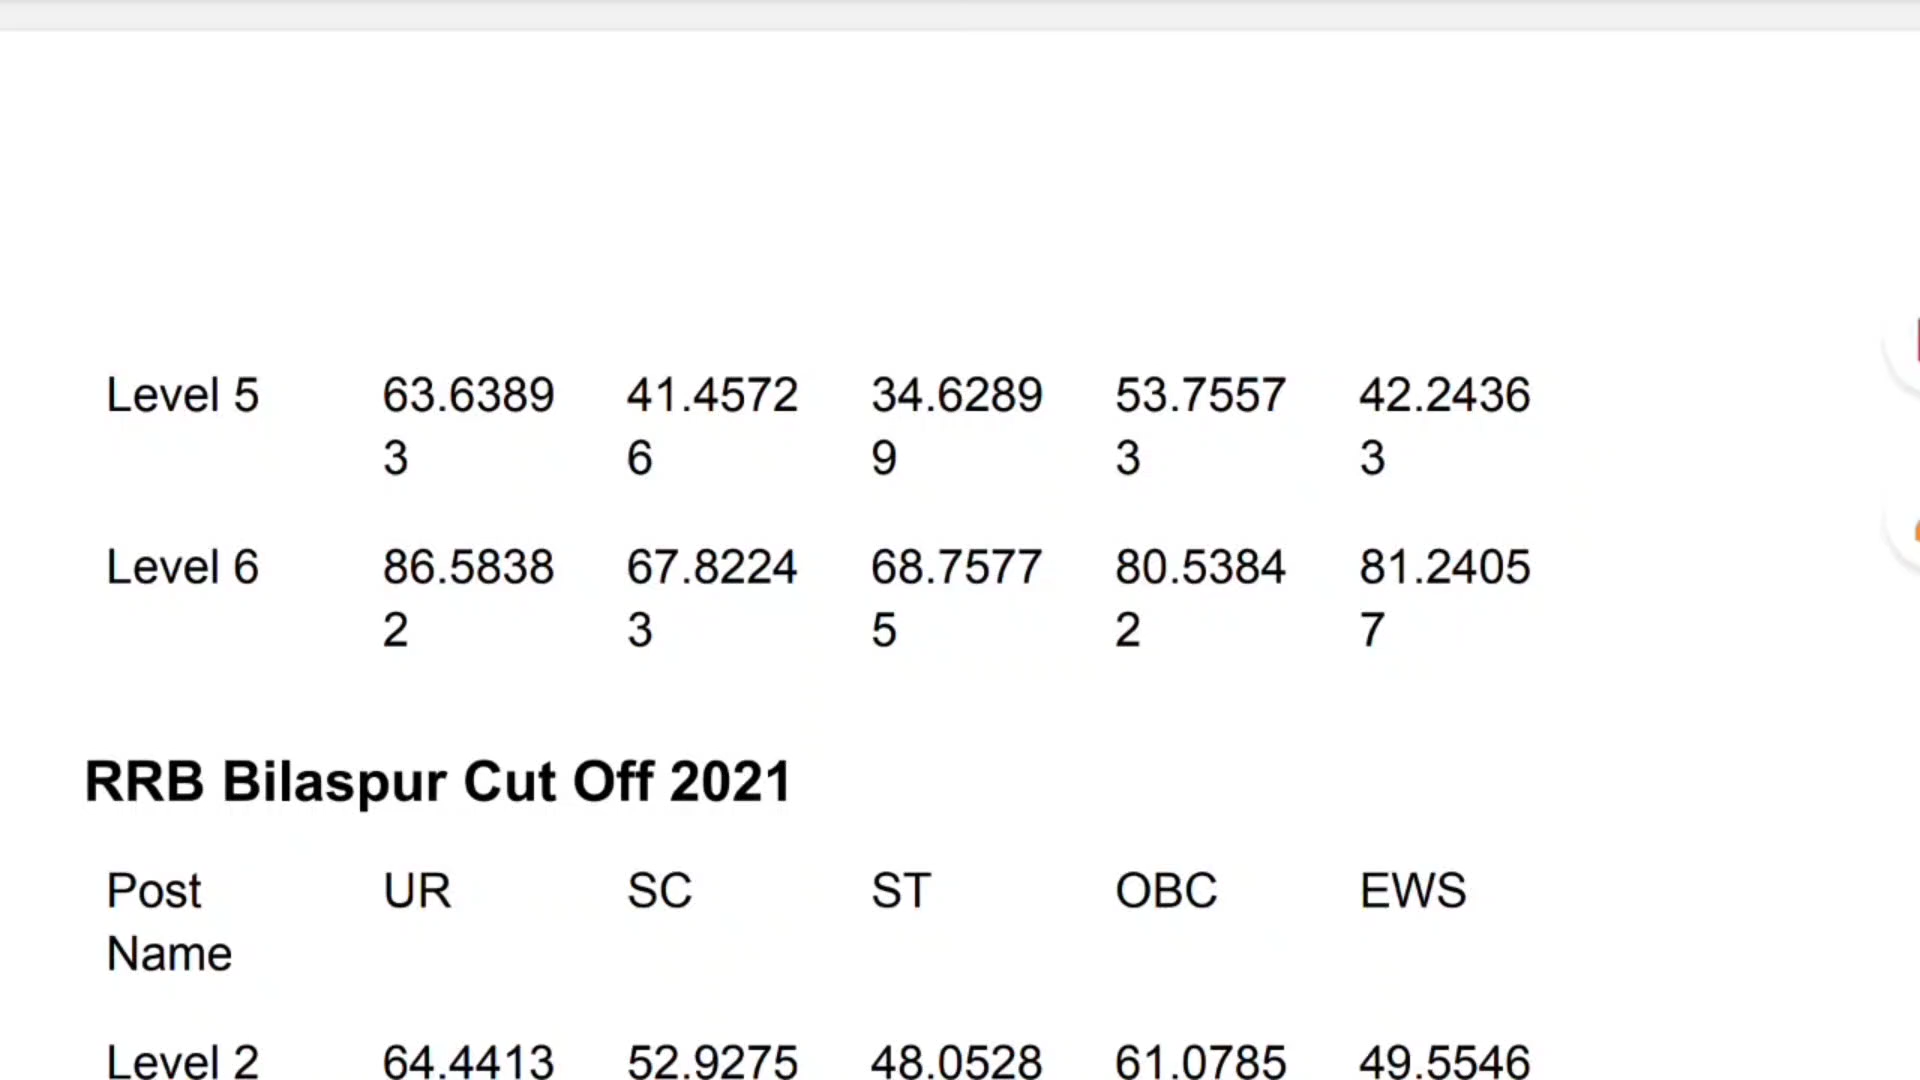 Level 5 63.6389 41.4572 34.6289 53.7557 42.2436
3 6 9 3 3
Level 6 86.5838 67.8224 68.7577 80.5384 81.2405
2 3 5 2 7
RRB Bilaspur Cut Off 2021
Post UR SC ST OBC EWS
Name
Level 2 64.4413 52.9275 48.0528 61.0785 49.5546